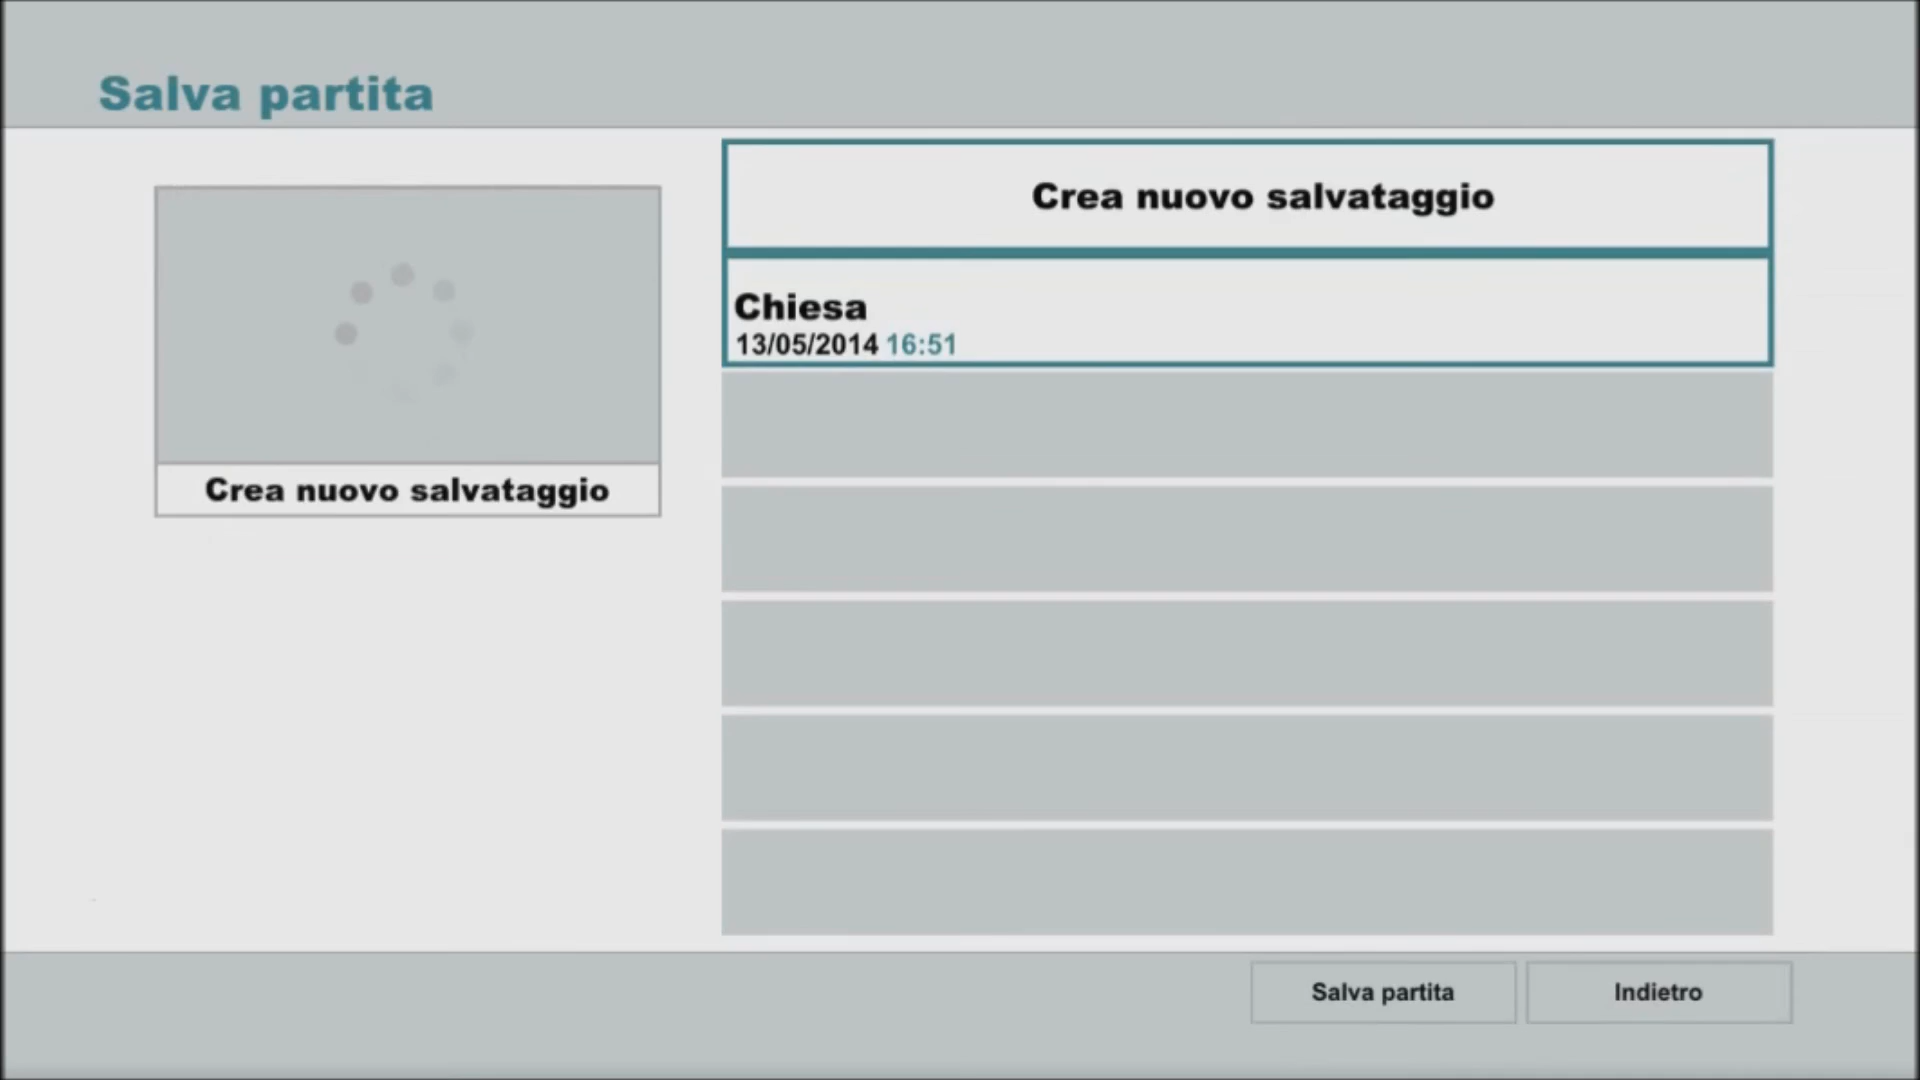 Salva partita
Crea nuovo salvataggio
Crea nuovo salvataggio
Chiesa
13/05/2014 16:51
Salva partita
Indietro